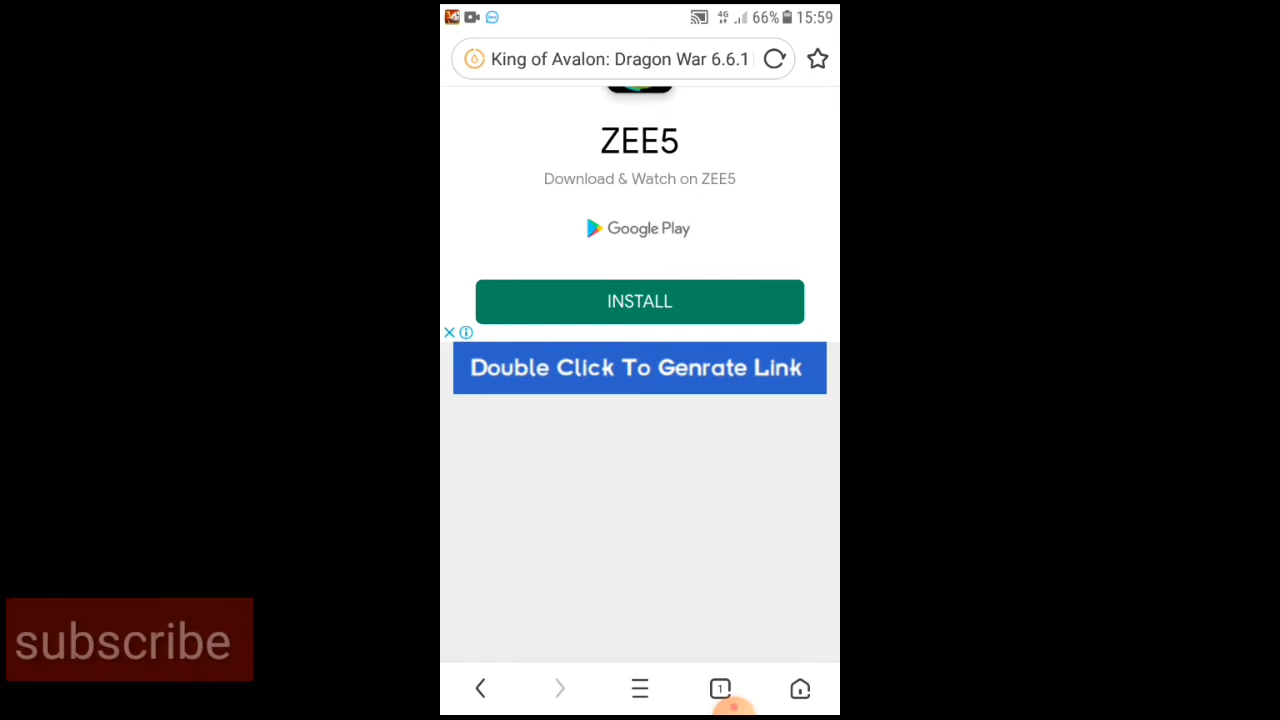 4G 66% 15:59
King of Avalon: Dragon War 6.6.1
ZEE5
Download & Watch on ZEE5
Google Play
INSTALL
Double Click To Genrate Link
subscribe
1